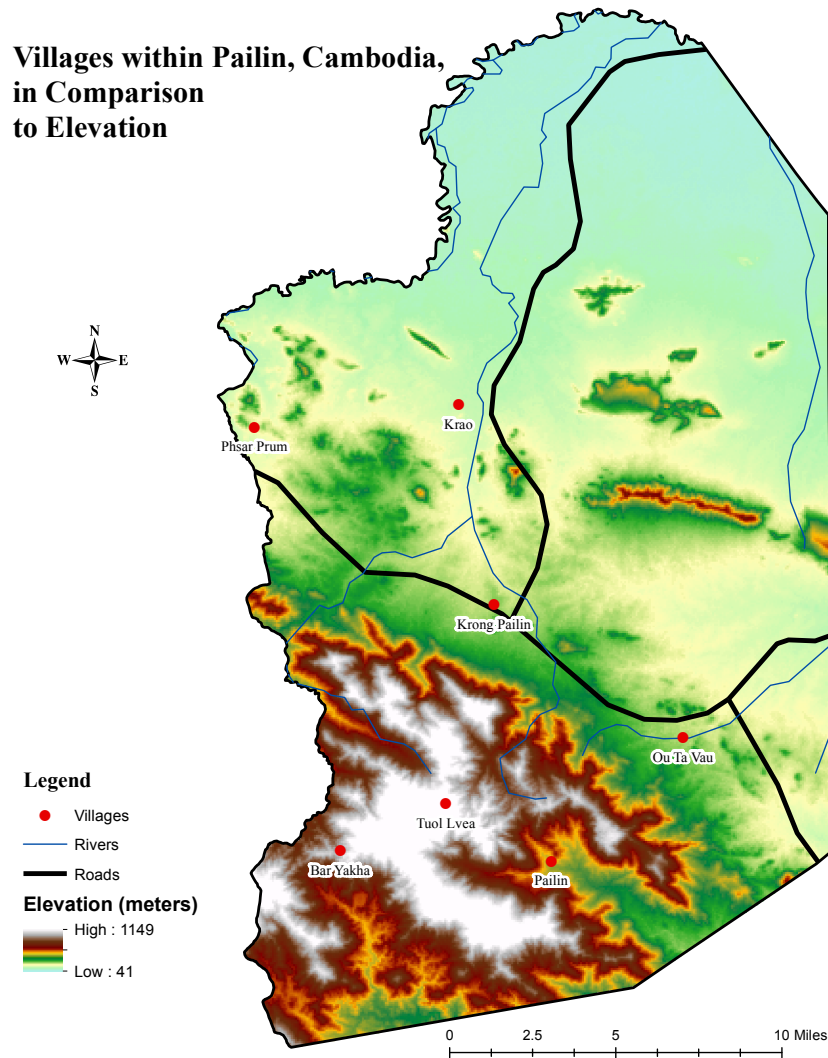 Villages within Pailin, Cambodia,
in Comparison
to Elevation
N
W E
S
Krao
Phsar Prum
Krong Pailin
Ou Ta Vau
Tuol Lvea
Bar Yakha
Pailin
Legend
Villages
Rivers
Roads
Elevation (meters)
High : 1149
Low : 41
0 2.5 5 10 Miles